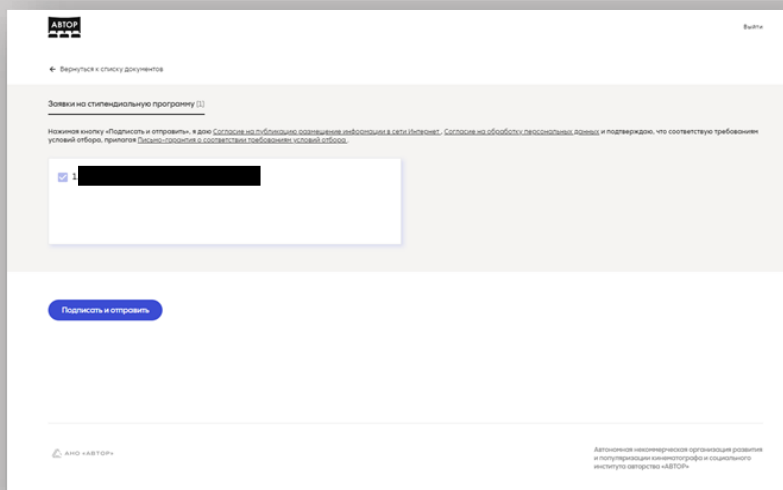 АВТОР
Выйти
← Вернуться к списку документов
Заявки на стипендиальную программу (1)
Нажимая кнопку «Подписать и отправить», я даю Согласие на публикацию размещение информации в сети Интернет , Согласие на обработку персональных данных и подтверждаю, что соответствую требованиям
условий отбора, прилагая Письмо-гарантия о соответствии требованиям условий отбора .
1.
Подписать и отправить
АНО «АВТОР»
Автономная некоммерческая организация развития
и популяризации кинематографа и социального
института авторства «АВТОР»